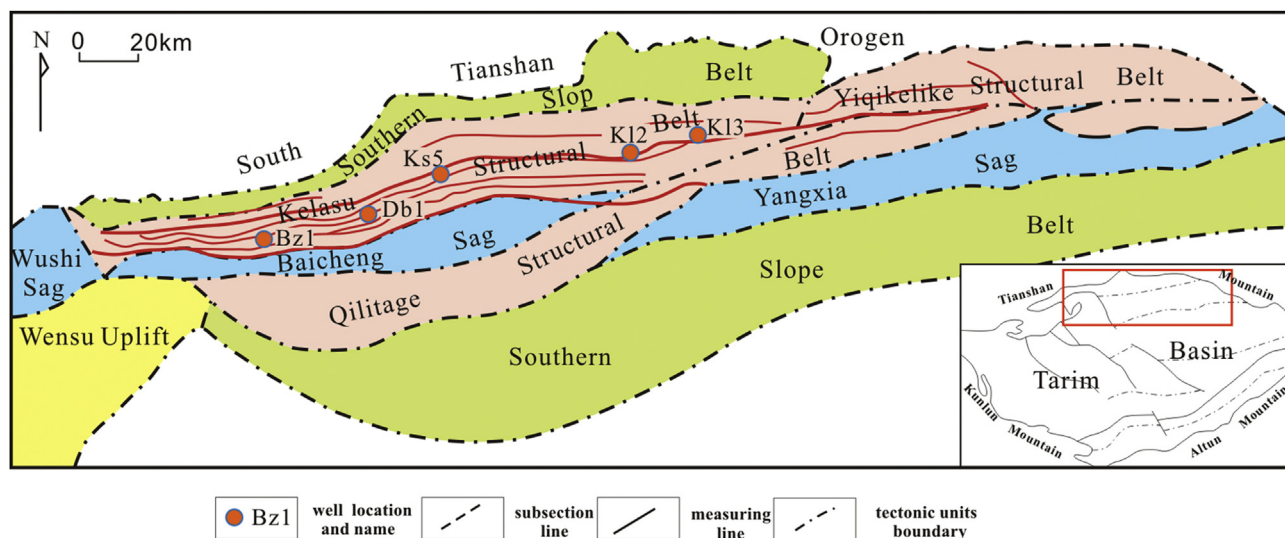 N
0 20km
Tianshan
Orogen
South
Southern Slop Belt
Yiqikelike Structural Belt
Kl2
Kl3
Ks5
Db1
Bz1
Kelasu Structural Belt
Wushi
Sag
Baicheng Sag
Yangxia Sag
Qilitage Structural Belt
Wensu Uplift
Southern Slope Belt
Tianshan Mountain
Tarim Basin
Kunlun Mountain
Altun Mountain
Bz1
well location
and name
subsection
line
measuring
line
tectonic units
boundary